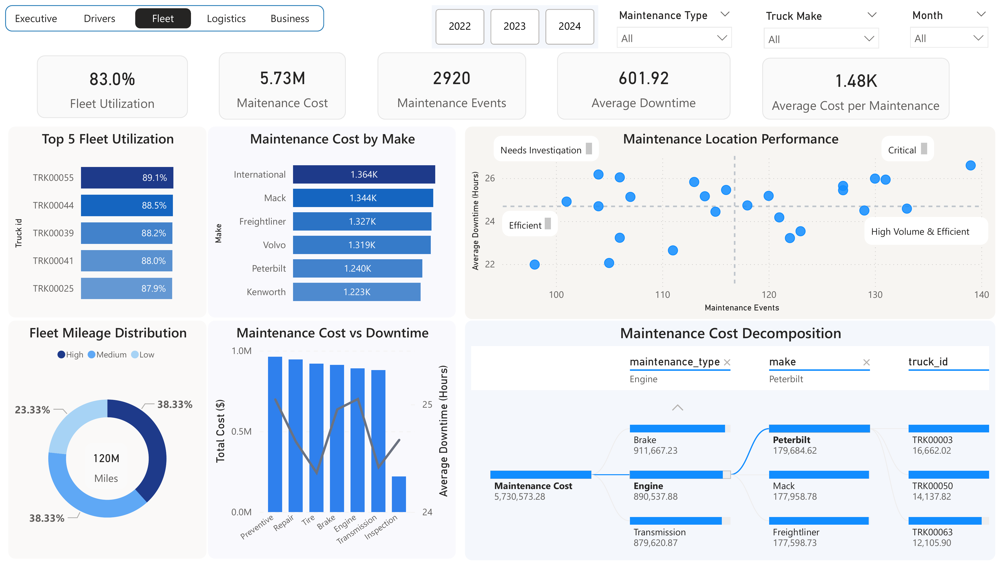 Executive Drivers Fleet Logistics Business
2022 2023 2024
Maintenance Type
All
Truck Make
All
Month
All
83.0%
Fleet Utilization
5.73M
Maitenance Cost
2920
Maintenance Events
601.92
Average Downtime
1.48K
Average Cost per Maintenance
Top 5 Fleet Utilization
Truck id
TRK00055 89.1%
TRK00044 88.5%
TRK00039 88.2%
TRK00041 88.0%
TRK00025 87.9%
Maintenance Cost by Make
Make
International 1.364K
Mack 1.344K
Freightliner 1.327K
Volvo 1.319K
Peterbilt 1.240K
Kenworth 1.223K
Maintenance Location Performance
Needs Investigation
Critical
Efficient
High Volume & Efficient
Average Downtime (Hours)
26
24
22
100 110 120 130 140
Maintenance Events
Fleet Mileage Distribution
High Medium Low
23.33%
38.33%
38.33%
120M
Miles
Maintenance Cost vs Downtime
Total Cost ($)
1.0M
0.5M
0.0M
25
24
Average Downtime (Hours)
Preventive
Repair
Tire
Brake
Engine
Transmission
Inspection
Maintenance Cost Decomposition
maintenance_type make truck_id
Engine Peterbilt
Maintenance Cost
5,730,573.28
Brake
911,667.23
Engine
890,537.88
Transmission
879,620.87
Peterbilt
179,684.62
Mack
177,958.78
Freightliner
177,598.73
TRK00003
16,662.02
TRK00050
14,137.82
TRK00063
12,105.90